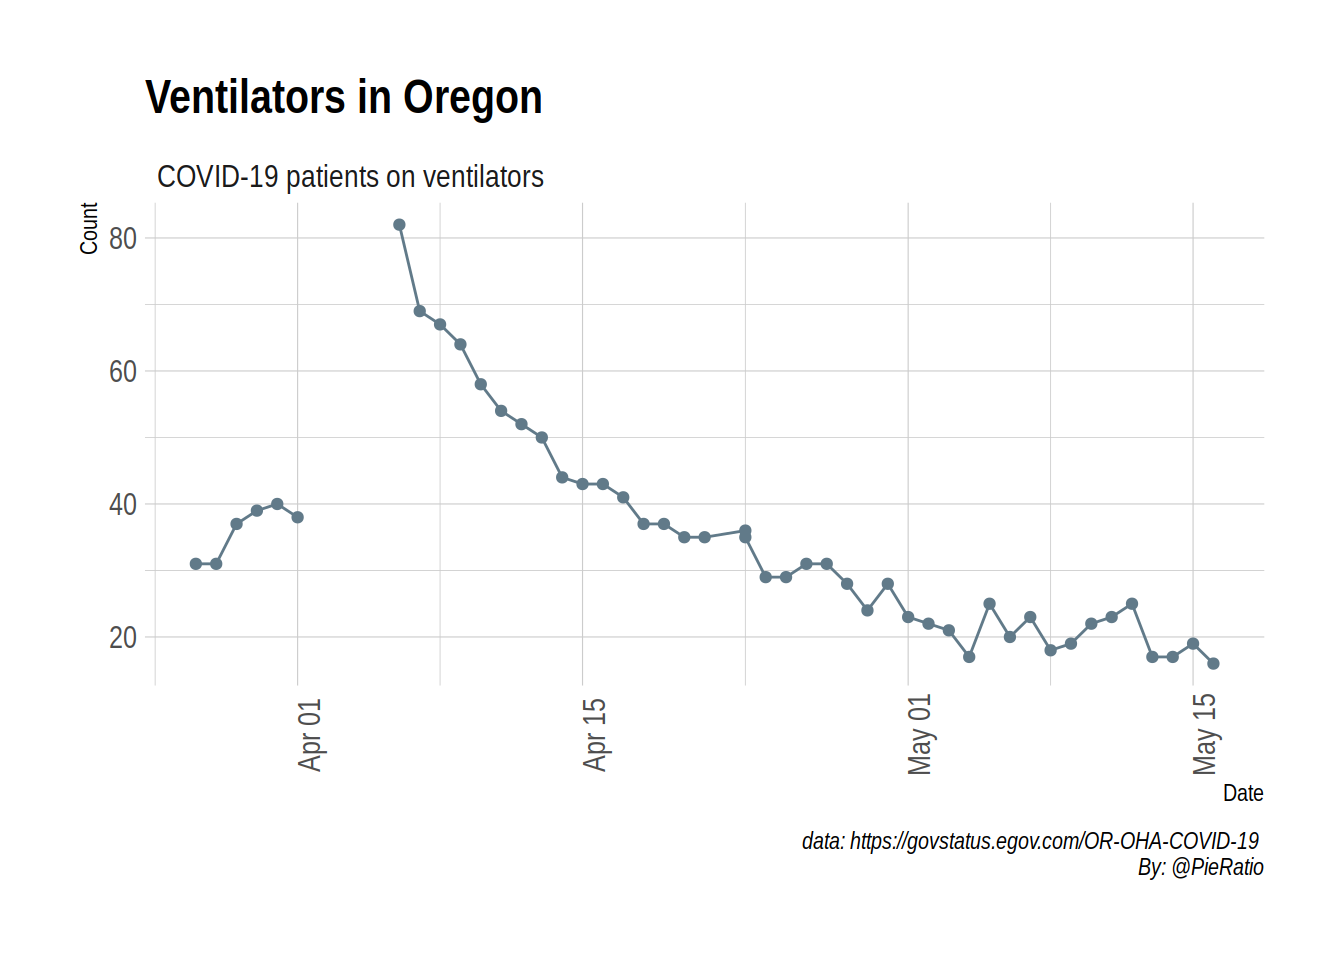 Ventilators in Oregon
COVID-19 patients on ventilators
Count
80
60
40
20
Apr 01
Apr 15
May 01
May 15
Date
data: https://govstatus.egov.com/OR-OHA-COVID-19
By: @PieRatio